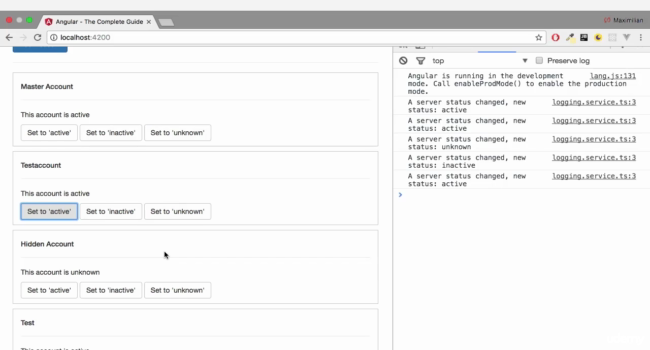 Angular - The Complete Guide
Maximilian
localhost:4200
top
Preserve log
Master Account
This account is active
Set to 'active' Set to 'inactive' Set to 'unknown'
Testaccount
This account is active
Set to 'active' Set to 'inactive' Set to 'unknown'
Hidden Account
This account is unknown
Set to 'active' Set to 'inactive' Set to 'unknown'
Test
This account is active
Angular is running in the development lang.js:131
mode. Call enableProdMode() to enable the production
mode.
A server status changed, new logging.service.ts:3
status: active
A server status changed, new logging.service.ts:3
status: active
A server status changed, new logging.service.ts:3
status: unknown
A server status changed, new logging.service.ts:3
status: inactive
A server status changed, new logging.service.ts:3
status: active